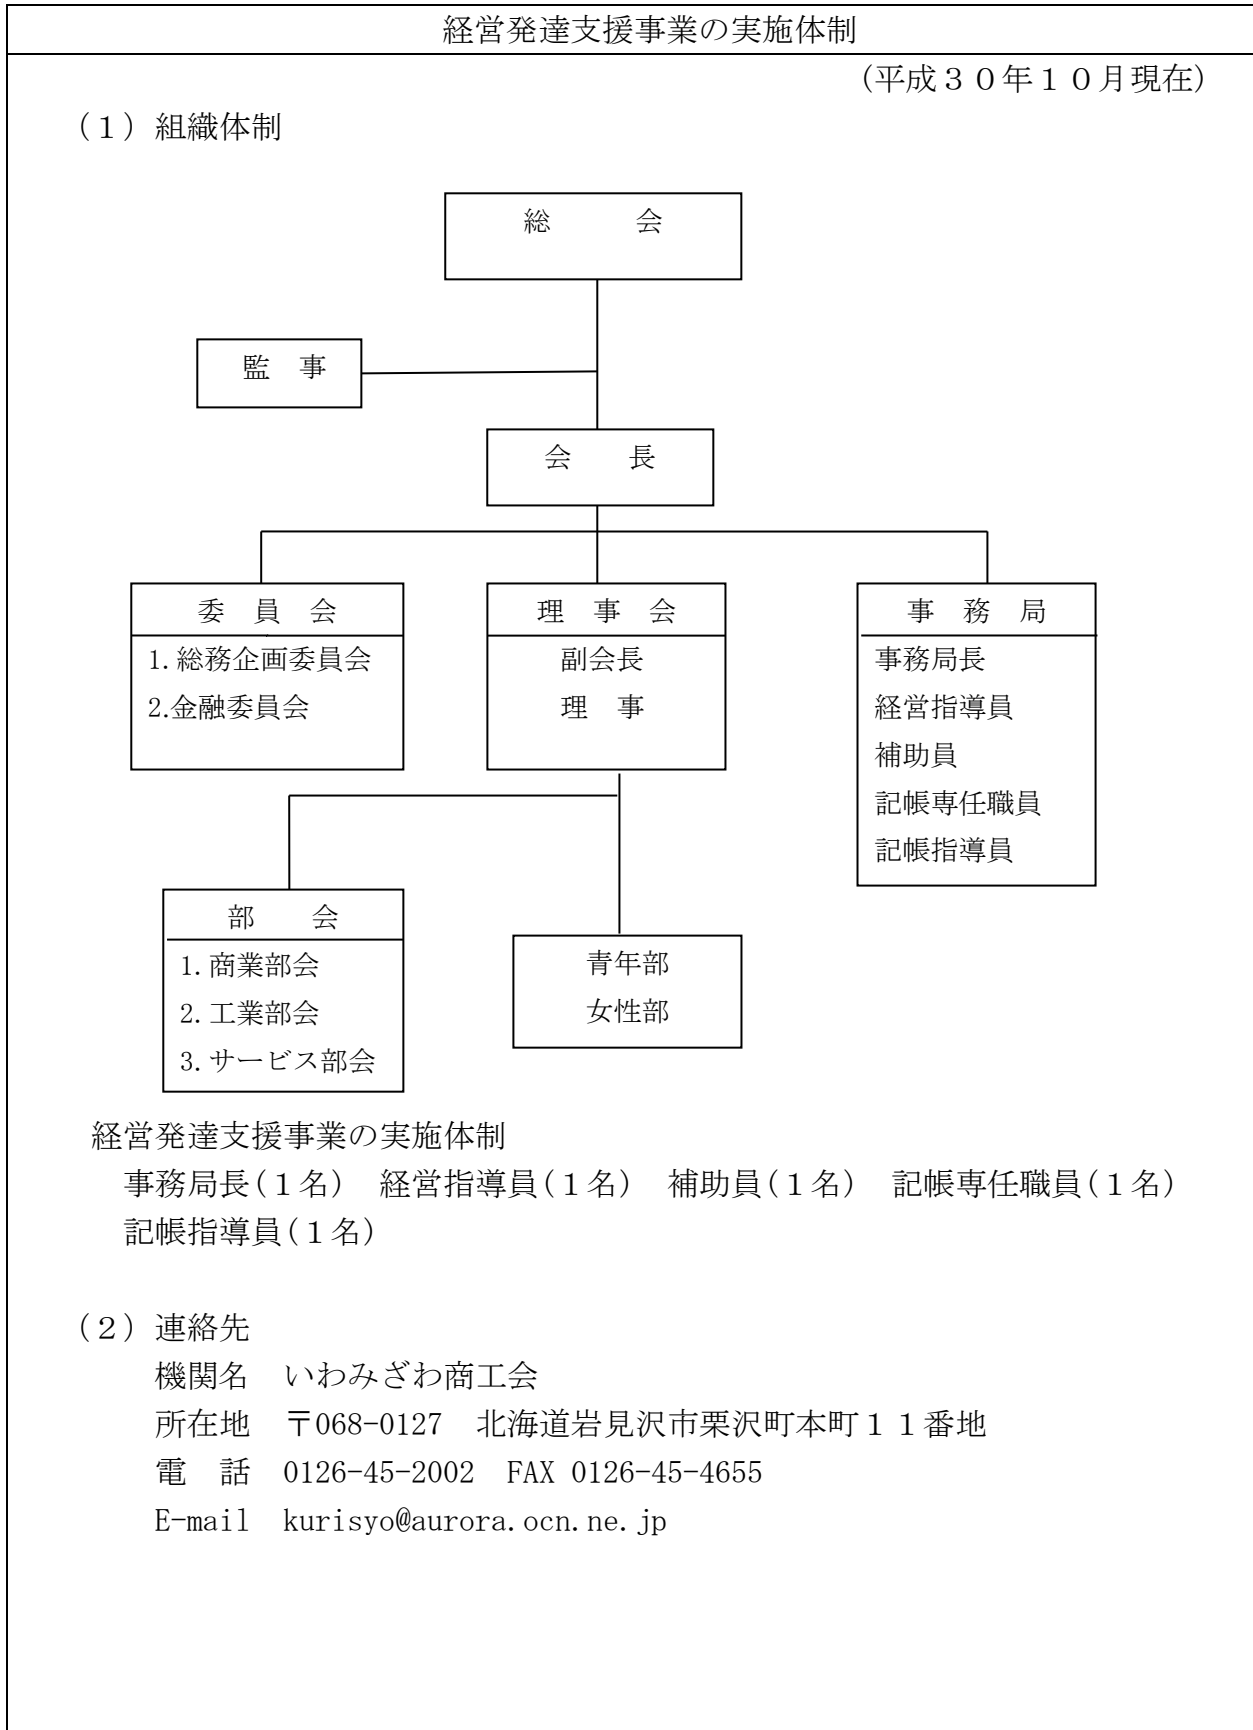 経営発達支援事業の実施体制
（平成３０年１０月現在）
（１）組織体制
総　　会
監　事
会　　長
委　員　会
1.総務企画委員会
2.金融委員会
理　事　会
副会長
理　事
事　務　局
事務局長
経営指導員
補助員
記帳専任職員
記帳指導員
部　　会
1.商業部会
2.工業部会
3.サービス部会
青年部
女性部
経営発達支援事業の実施体制
事務局長（１名）　経営指導員（１名）　補助員（１名）　記帳専任職員（１名）
記帳指導員（１名）
（２）連絡先
機関名　いわみざわ商工会
所在地　〒068-0127　北海道岩見沢市栗沢町本町１１番地
電　話　0126-45-2002　FAX 0126-45-4655
E-mail　kurisyo@aurora.ocn.ne.jp